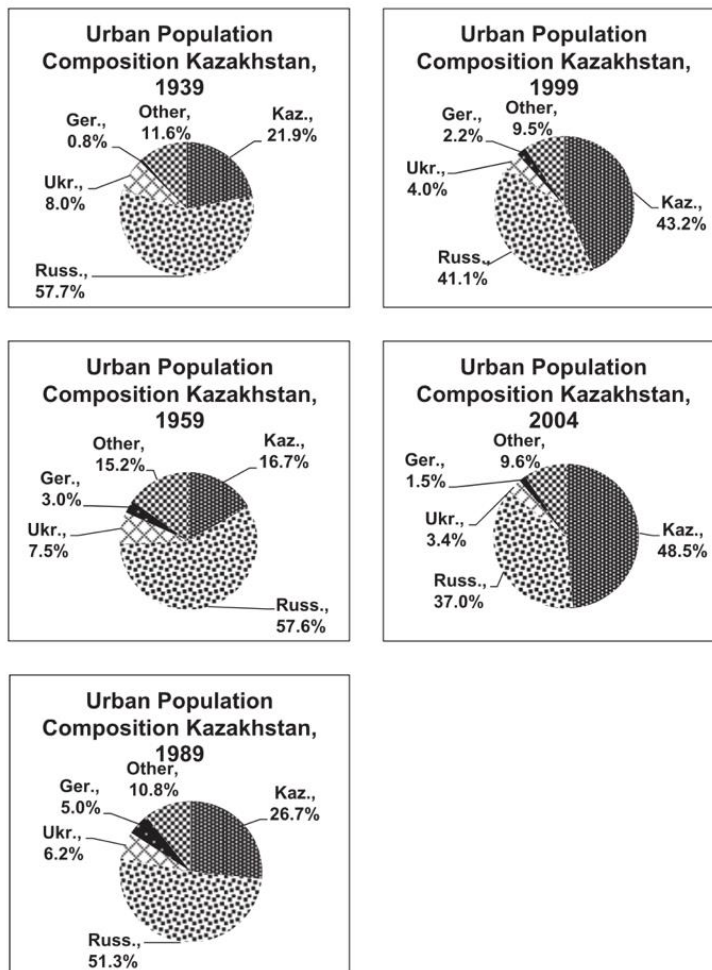 Urban Population
Composition Kazakhstan,
1939
Ger.,
0.8%
Other,
11.6%
Kaz.,
21.9%
Ukr.,
8.0%
Russ.,
57.7%
Urban Population
Composition Kazakhstan,
1999
Ger.,
2.2%
Other,
9.5%
Ukr.,
4.0%
Kaz.,
43.2%
Russ.,
41.1%
Urban Population
Composition Kazakhstan,
1959
Other,
15.2%
Kaz.,
16.7%
Ger.,
3.0%
Ukr.,
7.5%
Russ.,
57.6%
Urban Population
Composition Kazakhstan,
2004
Other,
9.6%
Ger.,
1.5%
Ukr.,
3.4%
Kaz.,
48.5%
Russ.,
37.0%
Urban Population
Composition Kazakhstan,
1989
Other,
10.8%
Ger.,
5.0%
Kaz.,
26.7%
Ukr.,
6.2%
Russ.,
51.3%